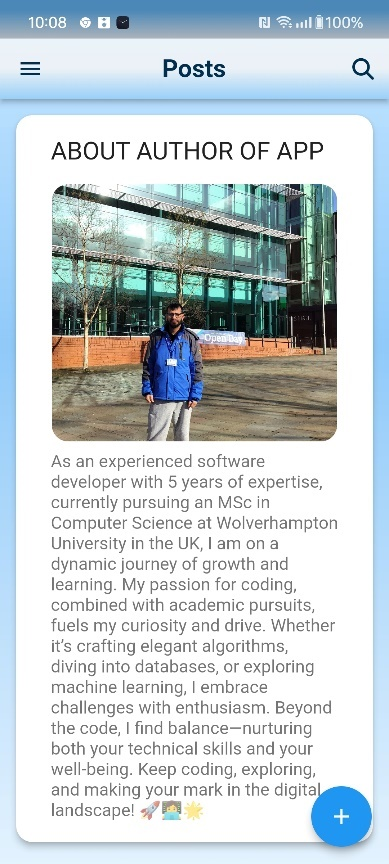 10:08
100%
Posts
ABOUT AUTHOR OF APP
Open Day
As an experienced software
developer with 5 years of expertise,
currently pursuing an MSc in
Computer Science at Wolverhampton
University in the UK, I am on a
dynamic journey of growth and
learning. My passion for coding,
combined with academic pursuits,
fuels my curiosity and drive. Whether
it's crafting elegant algorithms,
diving into databases, or exploring
machine learning, I embrace
challenges with enthusiasm. Beyond
the code, I find balance—nurturing
both your technical skills and your
well-being. Keep coding, exploring,
and making your mark in the digital
landscape! 🚀👩‍💻🌟